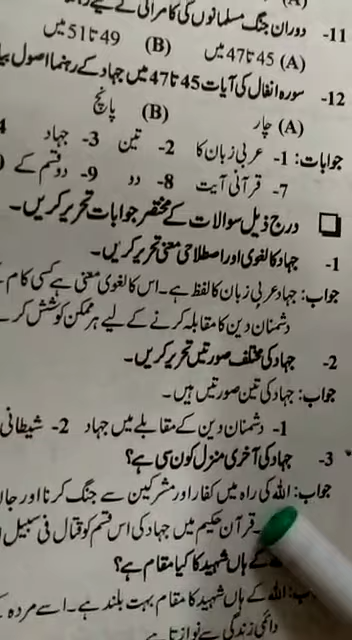 11- دوران جنگ مسلمانوں کی کامرانی کے لیے
(A) 45 تا 47 میں (B) 49 تا 51 میں
12- سورہ انفال کی آیات 45 تا 47 میں جہاد کے رہنما اصول
(A) چار (B) پانچ
جوابات: 1- عربی زبان کا 2- تین 3- جہاد
7- قرآنی آیت 8- دو 9- دو قسم کے
درج ذیل سوالات کے مختصر جوابات تحریر کریں۔
1- جہاد کا لغوی اور اصطلاحی معنی تحریر کریں۔
جواب: جہاد عربی زبان کا لفظ ہے۔ اس کا لغوی معنی ہے کسی کام
دشمنان دین کا مقابلہ کرنے کے لیے ہر ممکن کوشش
2- جہاد کی مختلف صورتیں تحریر کریں۔
جواب: جہاد کی تین صورتیں ہیں۔
1- دشمنان دین کے مقابلے میں جہاد 2- شیطانی
3- جہاد کی آخری منزل کون سی ہے؟
جواب: اللہ کی راہ میں کفار اور مشرکین سے جنگ کرنا اور
قرآن حکیم میں جہاد کی اس قسم کو قتال فی سبیل
کے ہاں شہید کا کیا مقام ہے؟
اللہ کے ہاں شہید کا مقام بہت بلند ہے۔ اسے مردہ
دائمی زندگی سے نوازتا ہے